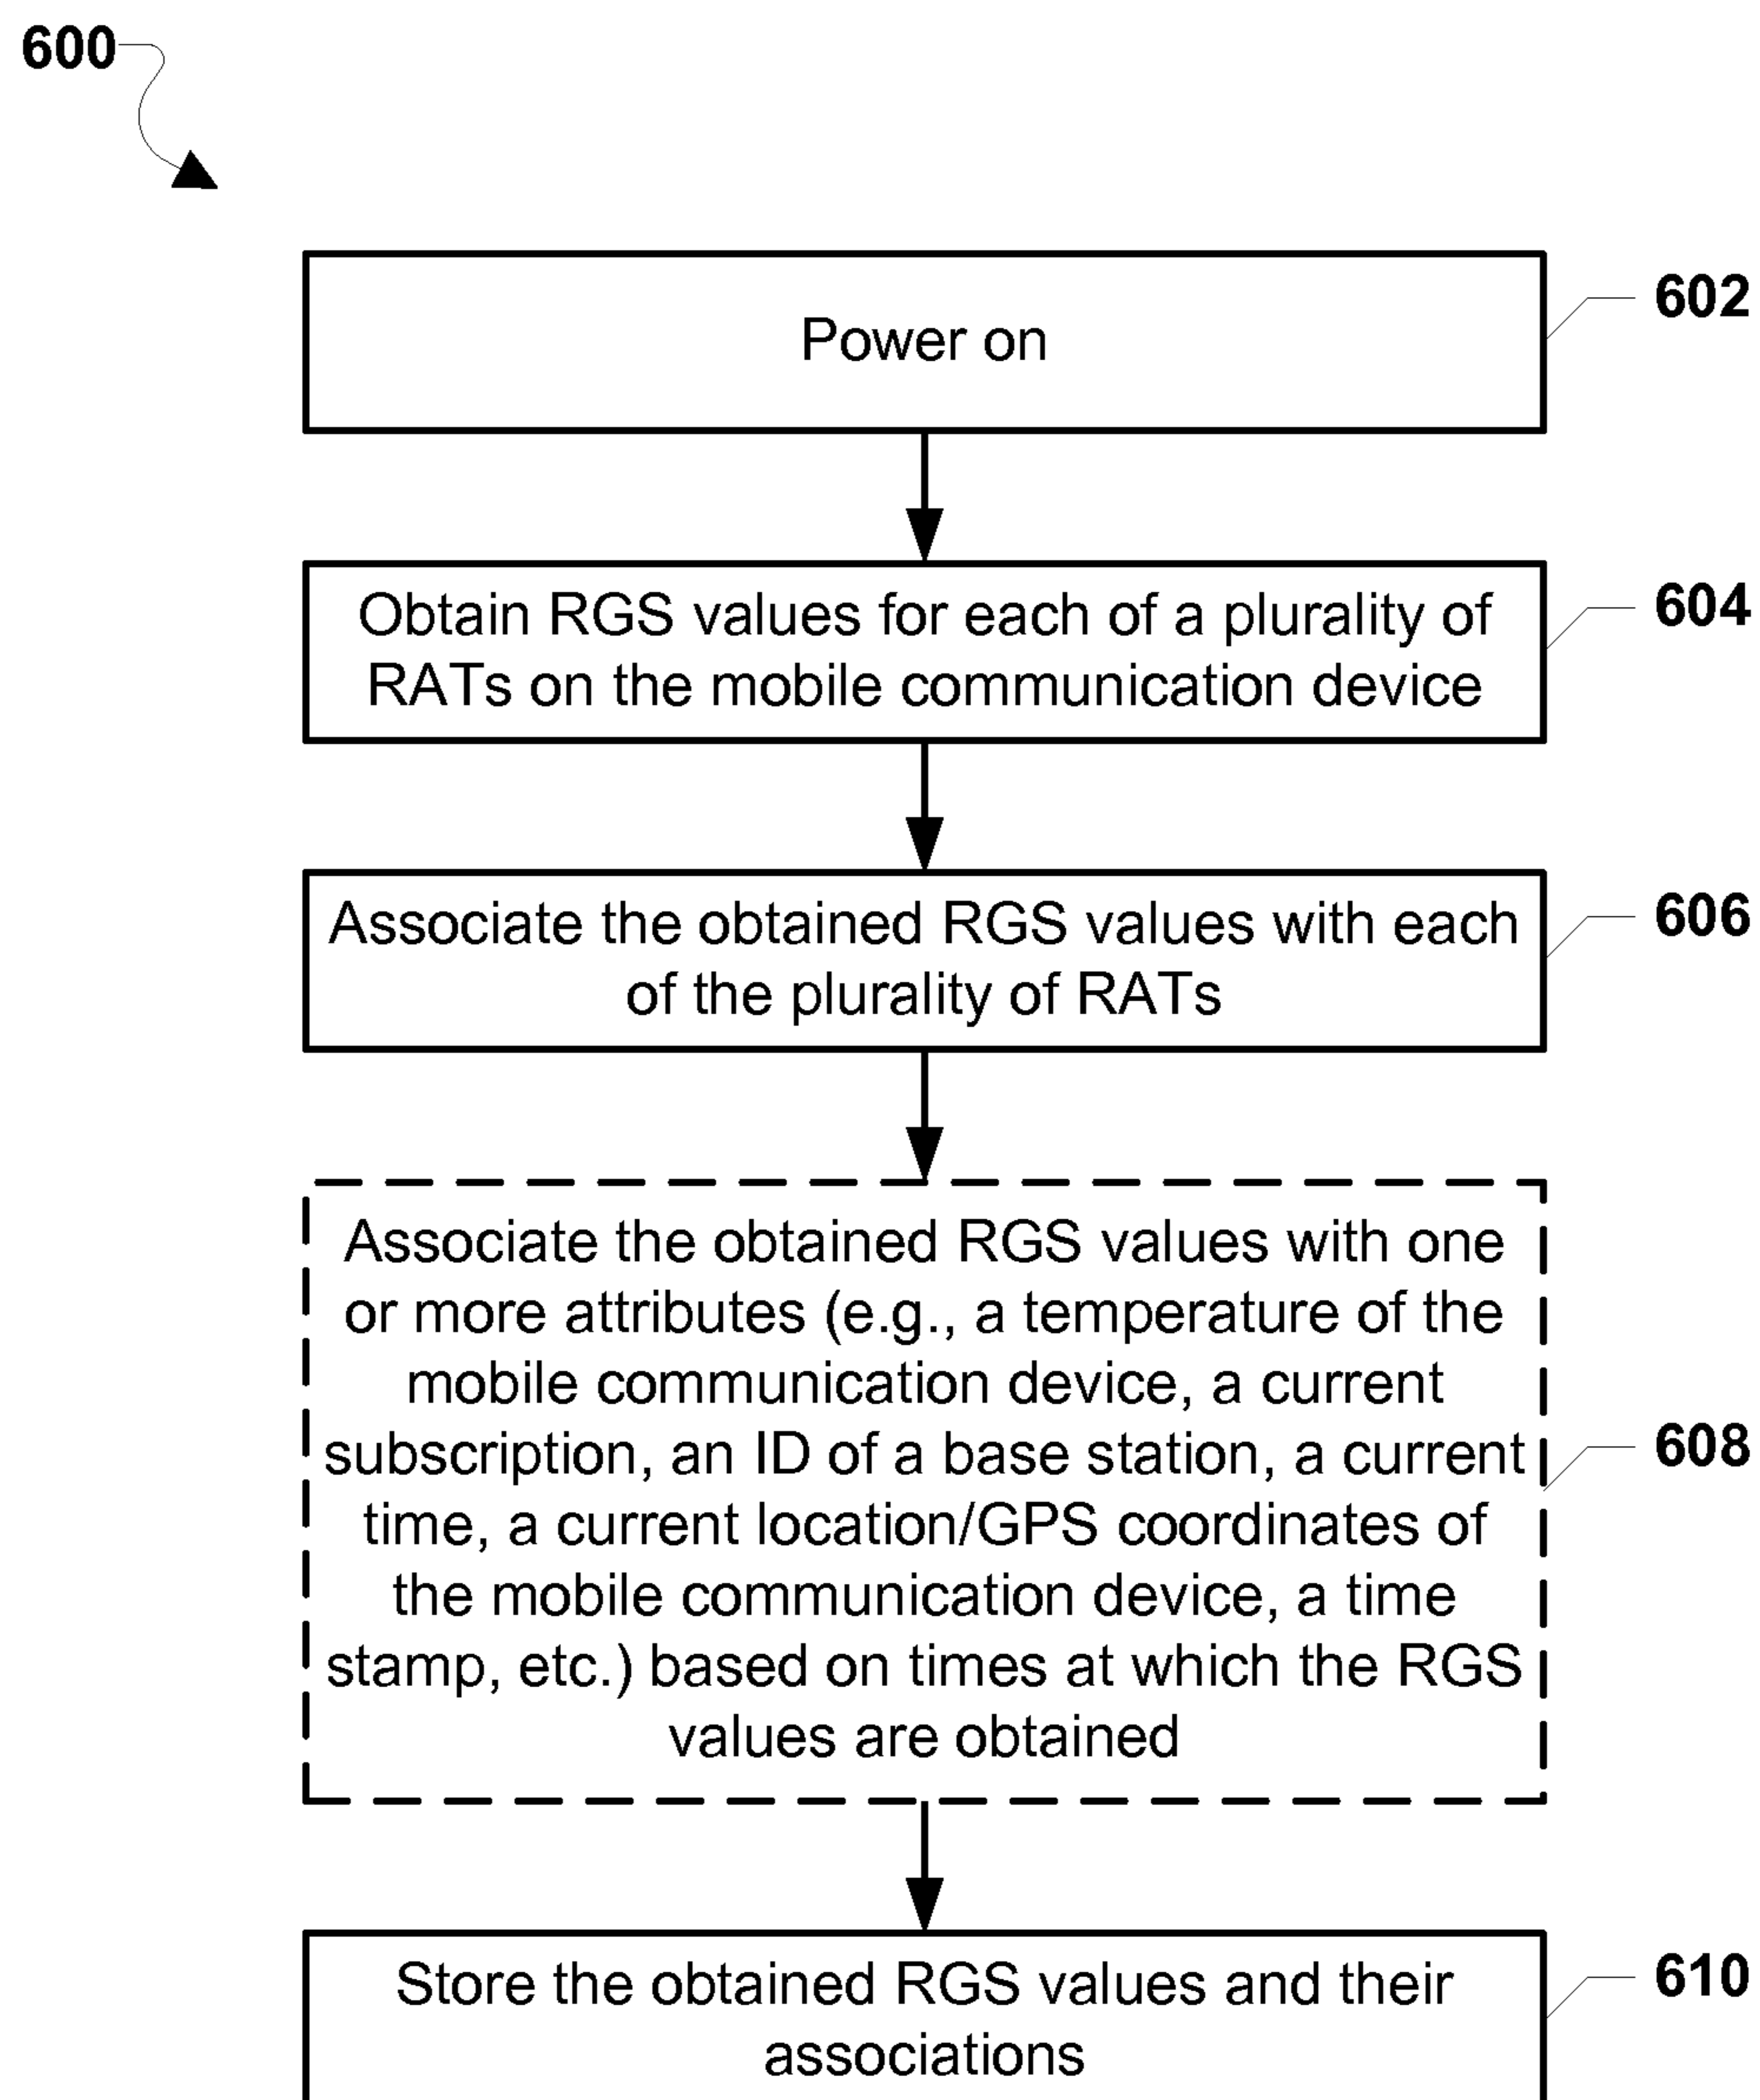 600
Power on
602
Obtain RGS values for each of a plurality of
RATs on the mobile communication device
604
Associate the obtained RGS values with each
of the plurality of RATs
606
Associate the obtained RGS values with one
or more attributes (e.g., a temperature of the
mobile communication device, a current
subscription, an ID of a base station, a current
time, a current location/GPS coordinates of
the mobile communication device, a time
stamp, etc.) based on times at which the RGS
values are obtained
608
Store the obtained RGS values and their
associations
610